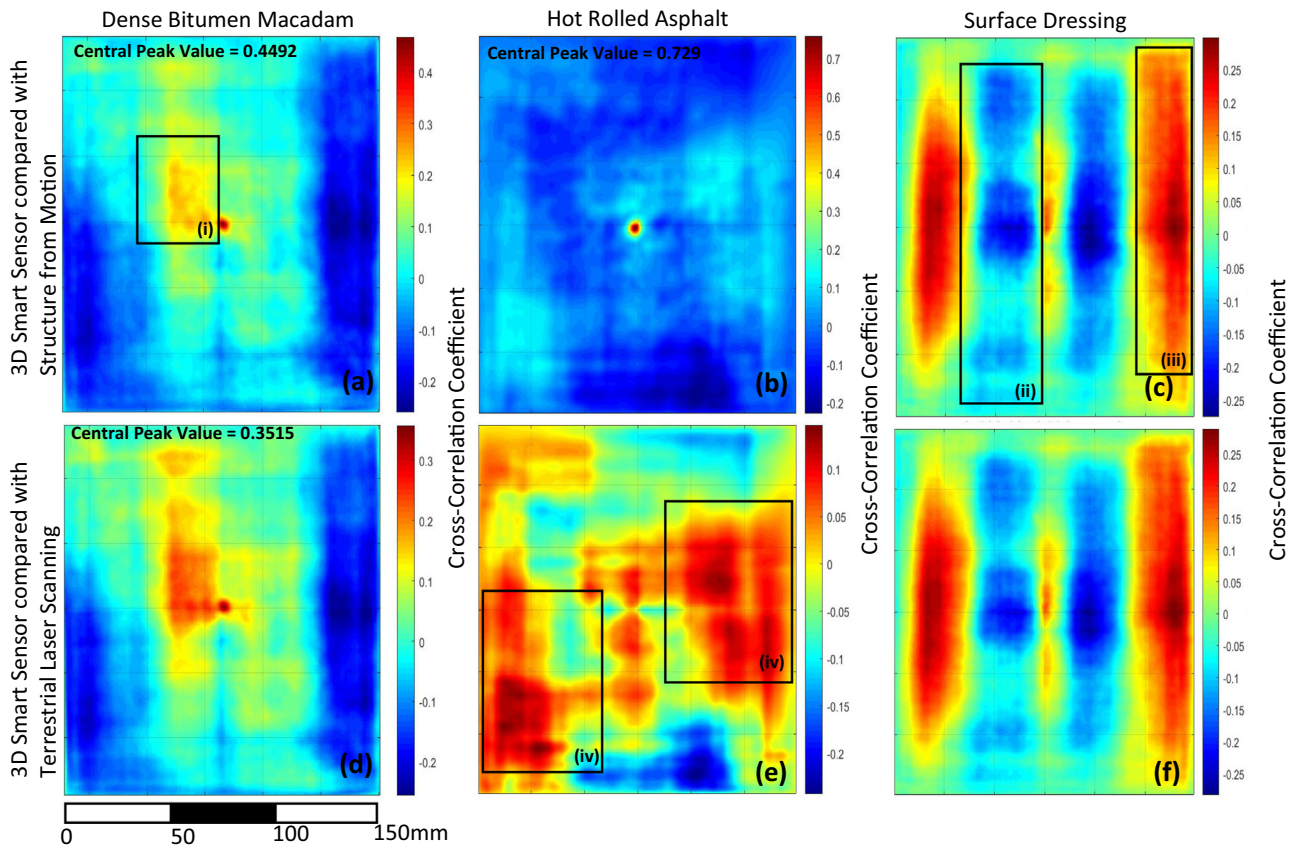 Dense Bitumen Macadam
Hot Rolled Asphalt
Surface Dressing
3D Smart Sensor compared with
Structure from Motion
Central Peak Value = 0.4492
(i)
(a)
0.4
0.3
0.2
0.1
0
-0.1
-0.2
Cross-Correlation Coefficient
Central Peak Value = 0.729
(b)
0.7
0.6
0.5
0.4
0.3
0.2
0.1
0
-0.1
-0.2
Cross-Correlation Coefficient
(ii)
(iii)
(c)
0.25
0.2
0.15
0.1
0.05
0
-0.05
-0.1
-0.15
-0.2
-0.25
Cross-Correlation Coefficient
3D Smart Sensor compared with
Terrestrial Laser Scanning
Central Peak Value = 0.3515
(d)
0.3
0.2
0.1
0
-0.1
-0.2
(iv)
(iv)
(e)
0.1
0.05
0
-0.05
-0.1
-0.15
-0.2
(f)
0.25
0.2
0.15
0.1
0.05
0
-0.05
-0.1
-0.15
-0.2
-0.25
0
50
100
150mm